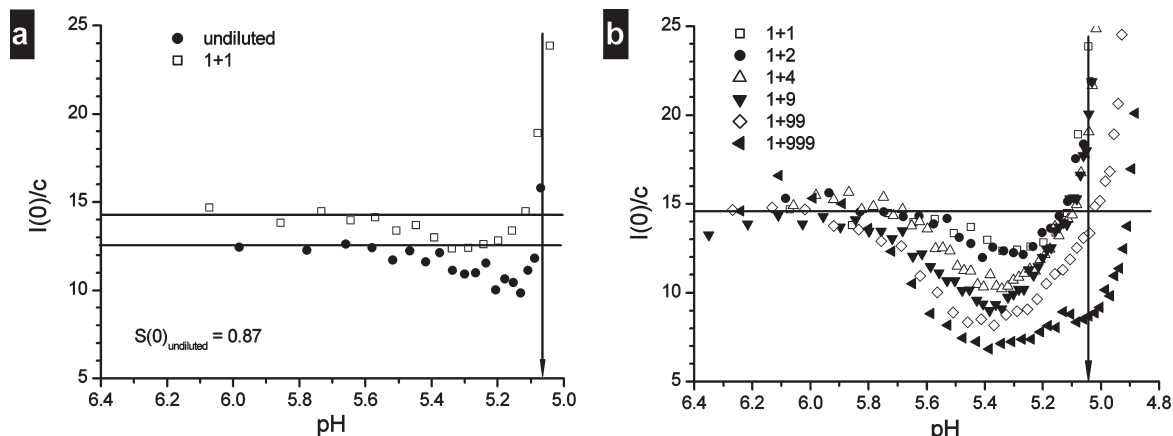 a
undiluted
1+1
I(0)/c
25
20
15
10
5
S(0)undiluted = 0.87
6.4 6.2 6.0 5.8 5.6 5.4 5.2 5.0
pH
b
1+1
1+2
1+4
1+9
1+99
1+999
I(0)/c
25
20
15
10
5
6.4 6.2 6.0 5.8 5.6 5.4 5.2 5.0 4.8
pH